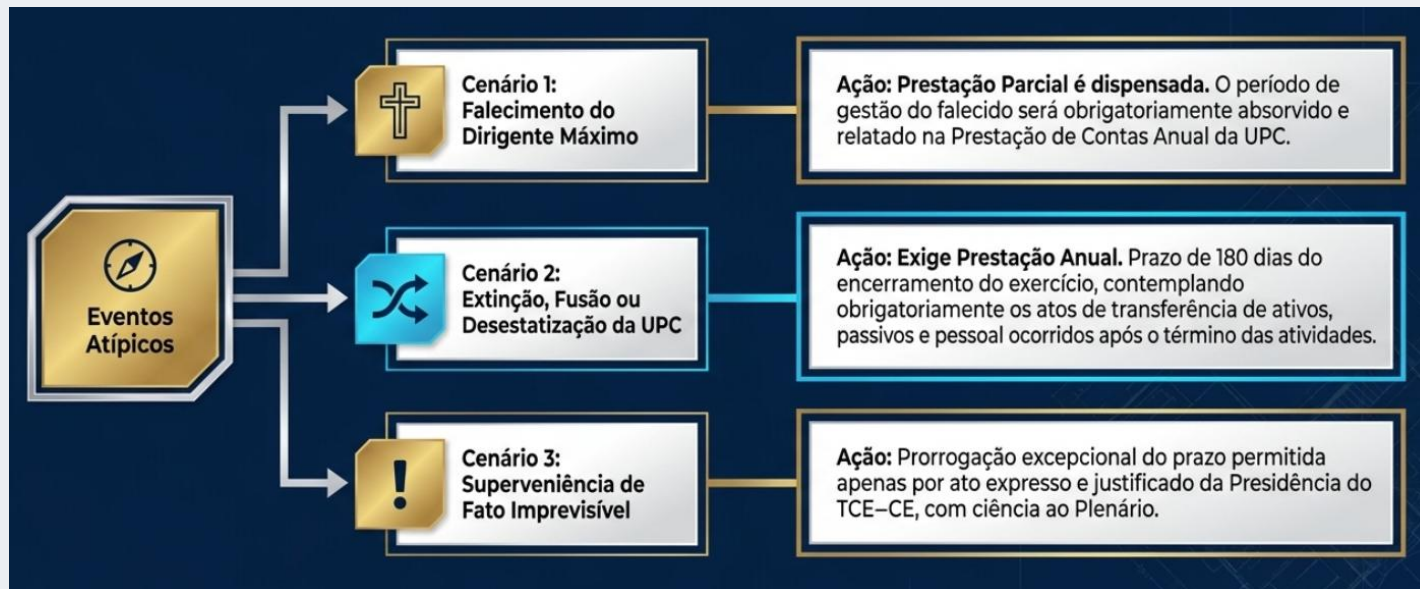 Eventos
Atípicos
Cenário 1:
Falecimento do
Dirigente Máximo
Ação: Prestação Parcial é dispensada. O período de
gestão do falecido será obrigatoriamente absorvido e
relatado na Prestação de Contas Anual da UPC.
Cenário 2:
Extinção, Fusão ou
Desestatização da UPC
Ação: Exige Prestação Anual. Prazo de 180 dias do
encerramento do exercício, contemplando
obrigatoriamente os atos de transferência de ativos,
passivos e pessoal ocorridos após o término das atividades.
Cenário 3:
Superveniência de
Fato Imprevisível
Ação: Prorrogação excepcional do prazo permitida
apenas por ato expresso e justificado da Presidência do
TCE–CE, com ciência ao Plenário.